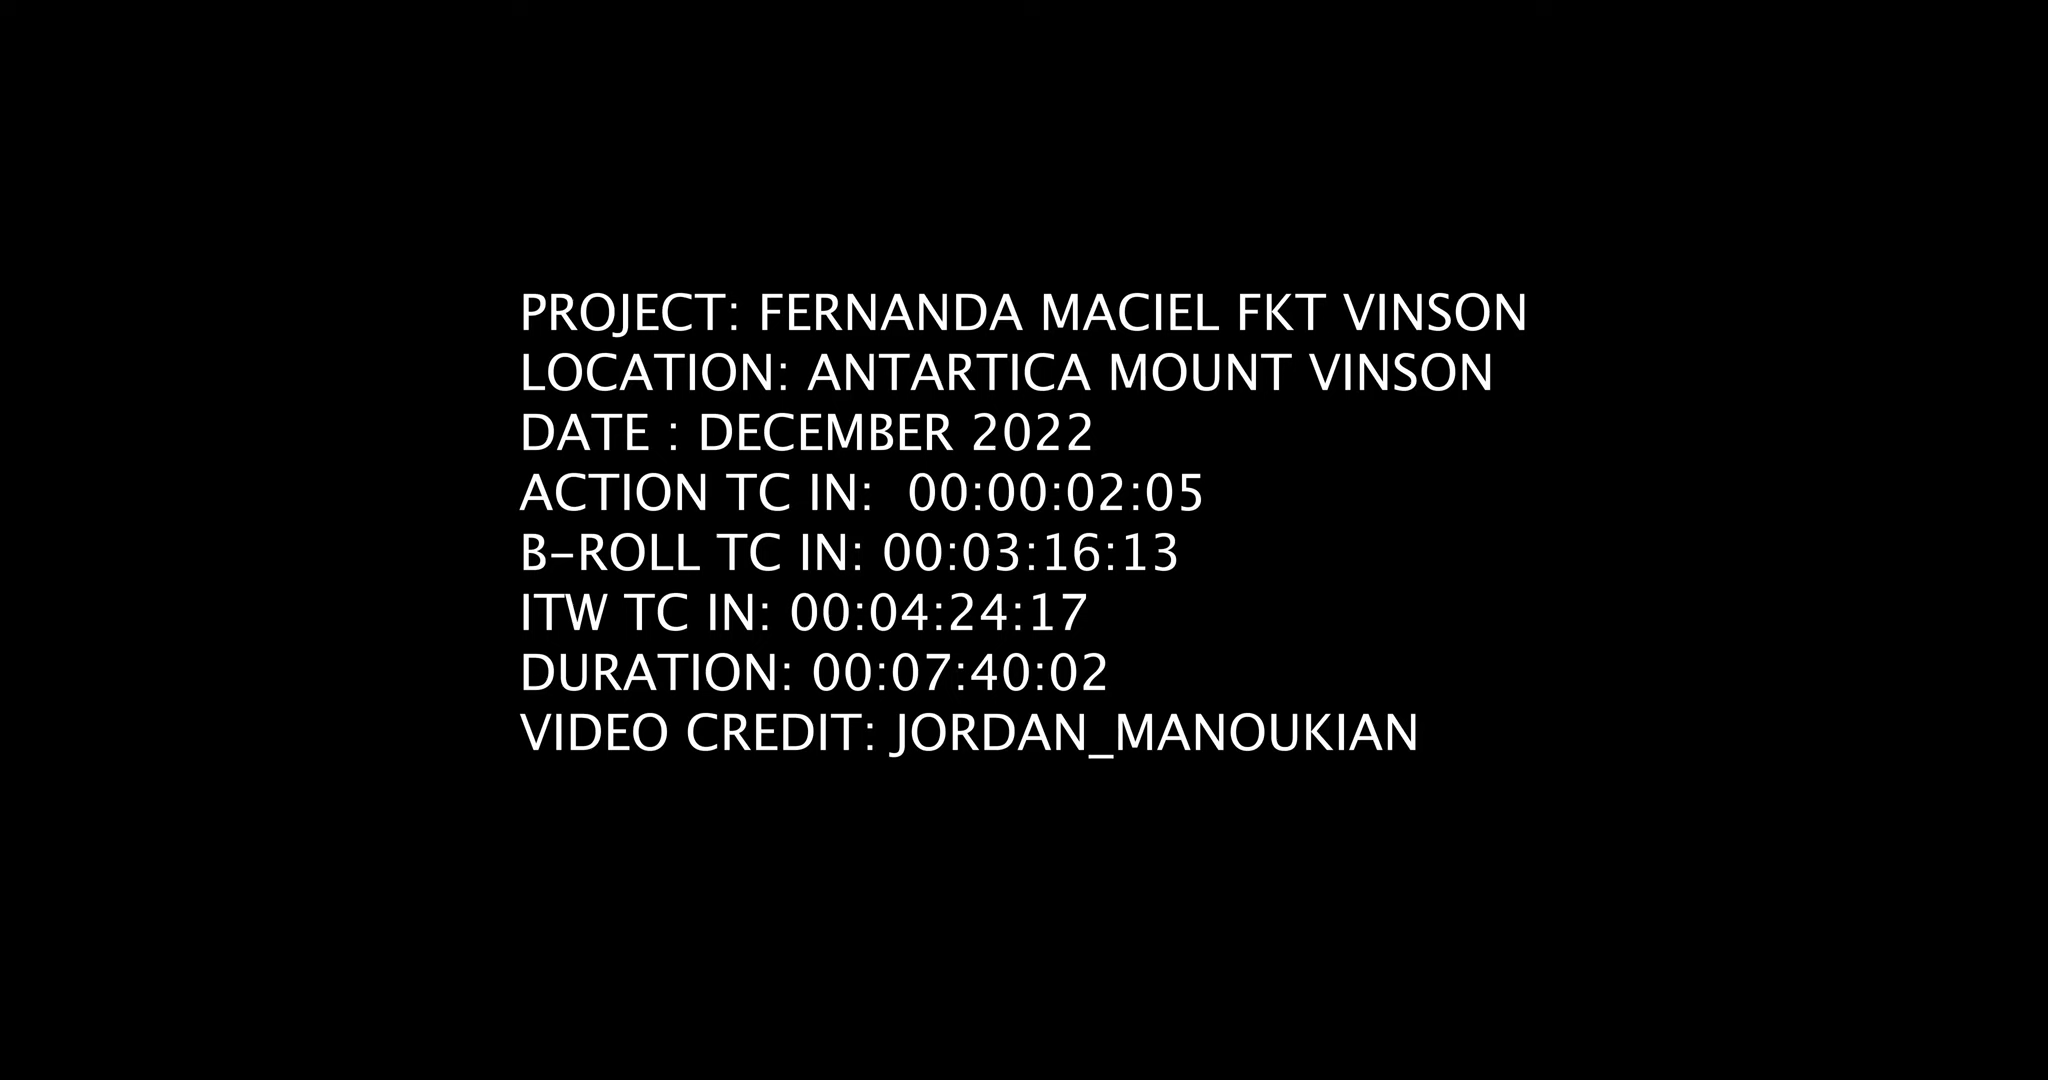 PROJECT: FERNANDA MACIEL FKT VINSON
LOCATION: ANTARTICA MOUNT VINSON
DATE : DECEMBER 2022
ACTION TC IN:  00:00:02:05
B-ROLL TC IN: 00:03:16:13
ITW TC IN: 00:04:24:17
DURATION: 00:07:40:02
VIDEO CREDIT: JORDAN_MANOUKIAN